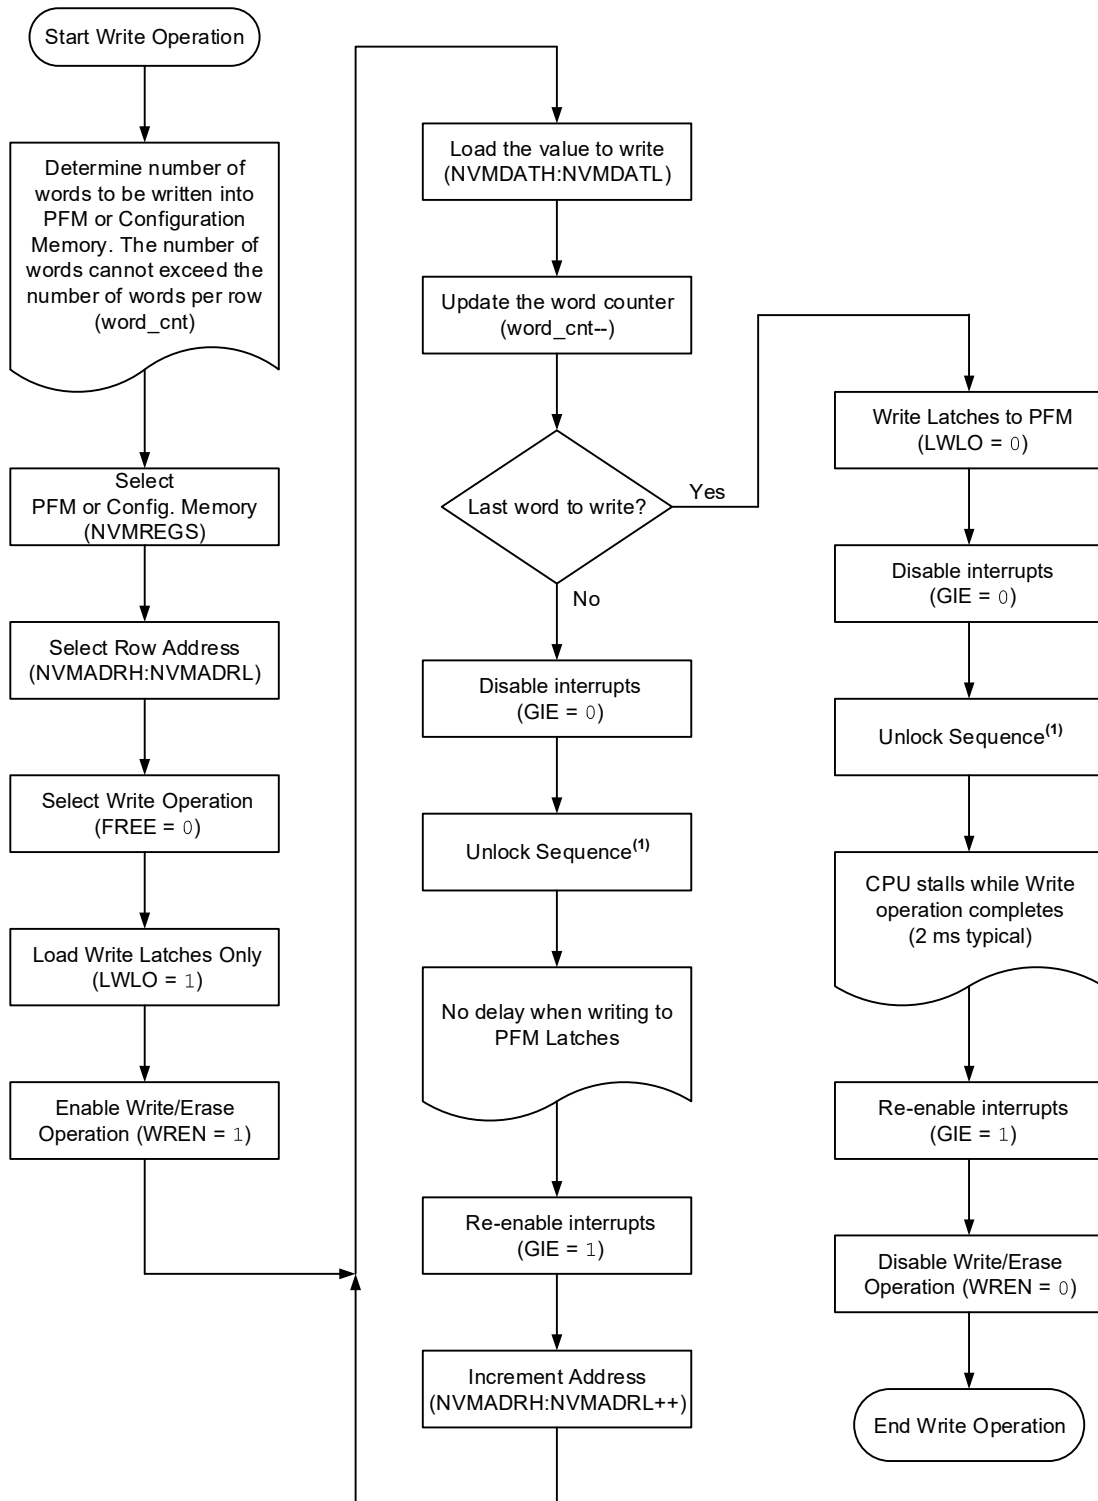 Start Write Operation
Determine number of
words to be written into
PFM or Configuration
Memory. The number of
words cannot exceed the
number of words per row
(word_cnt)
Select
PFM or Config. Memory
(NVMREGS)
Select Row Address
(NVMADRH:NVMADRL)
Select Write Operation
(FREE = 0)
Load Write Latches Only
(LWLO = 1)
Enable Write/Erase
Operation (WREN = 1)
Load the value to write
(NVMDATH:NVMDATL)
Update the word counter
(word_cnt--)
Last word to write?
Yes
No
Disable interrupts
(GIE = 0)
Unlock Sequence(1)
No delay when writing to
PFM Latches
Re-enable interrupts
(GIE = 1)
Increment Address
(NVMADRH:NVMADRL++)
Write Latches to PFM
(LWLO = 0)
Disable interrupts
(GIE = 0)
Unlock Sequence(1)
CPU stalls while Write
operation completes
(2 ms typical)
Re-enable interrupts
(GIE = 1)
Disable Write/Erase
Operation (WREN = 0)
End Write Operation